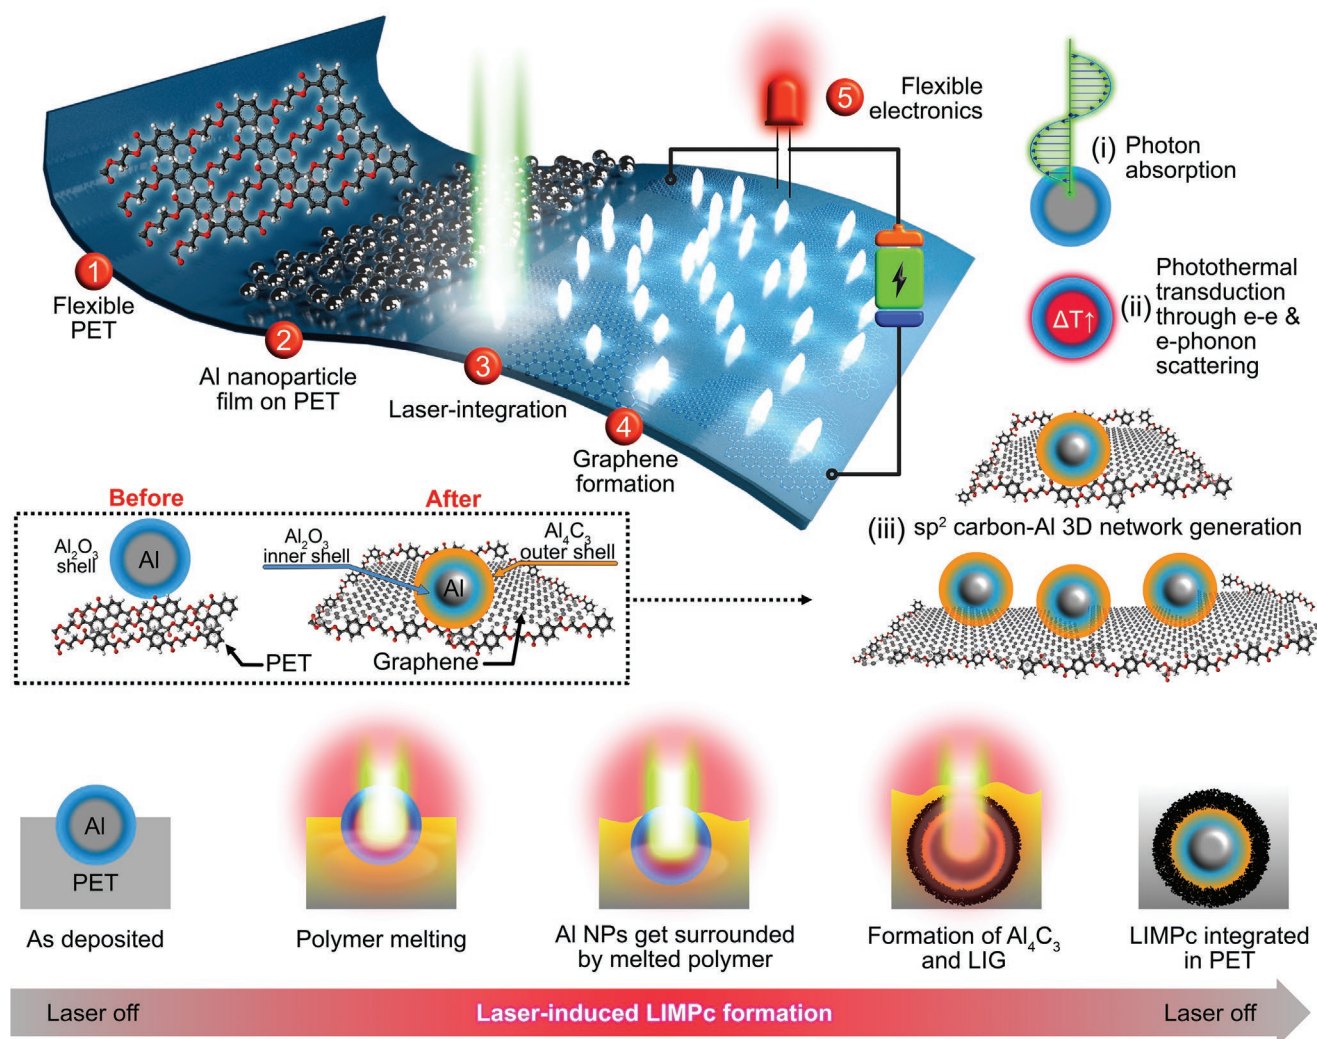 1
Flexible
PET
2
Al nanoparticle
film on PET
3
Laser-integration
4
Graphene
formation
5
Flexible
electronics
(i) Photon
absorption
ΔT↑
(ii) Photothermal
transduction
through e-e &
e-phonon
scattering
(iii) sp² carbon-Al 3D network generation
Before
After
Al₂O₃
shell
Al
PET
Al₂O₃
inner shell
Al₄C₃
outer shell
Al
Graphene
Al
PET
As deposited
Polymer melting
Al NPs get surrounded
by melted polymer
Formation of Al₄C₃
and LIG
LIMPc integrated
in PET
Laser off
Laser-induced LIMPc formation
Laser off